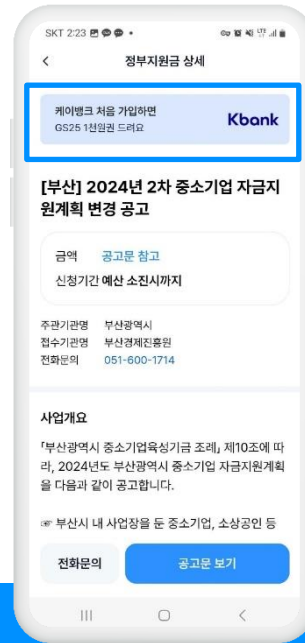 SKT 2:23
정부지원금 상세
케이뱅크 처음 가입하면
GS25 1천원권 드려요
Kbank
[부산] 2024년 2차 중소기업 자금지
원계획 변경 공고
금액 공고문 참고
신청기간 예산 소진시까지
주관기관명 부산광역시
접수기관명 부산경제진흥원
전화문의 051-600-1714
사업개요
「부산광역시 중소기업육성기금 조례」 제10조에 따
라, 2024년도 부산광역시 중소기업 자금지원계획
을 다음과 같이 공고합니다.
☞ 부산시 내 사업장을 둔 중소기업, 소상공인 등
전화문의 공고문 보기